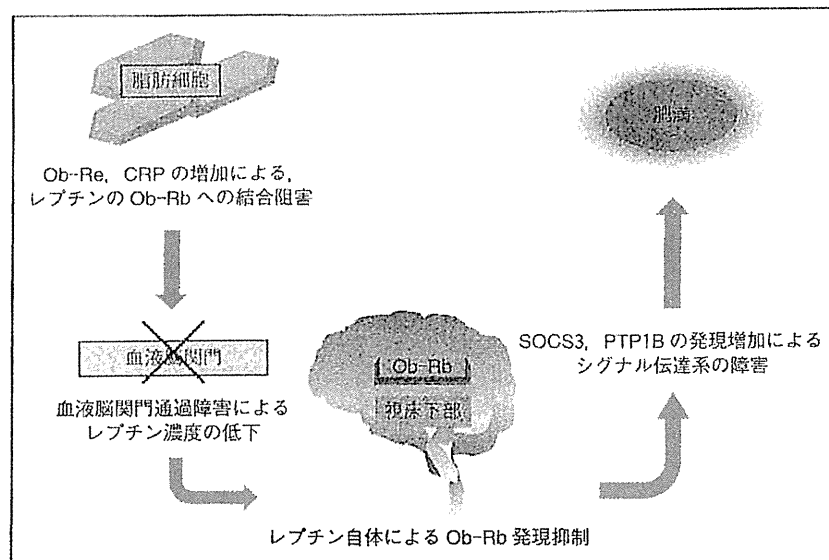 脂肪細胞
Ob-Re，CRP の増加による，
レプチンの Ob-Rb への結合阻害
血液脳関門
血液脳関門通過障害による
レプチン濃度の低下
Ob-Rb
視床下部
レプチン自体による Ob-Rb 発現抑制
SOCS3，PTP1B の発現増加による
シグナル伝達系の障害
肥満